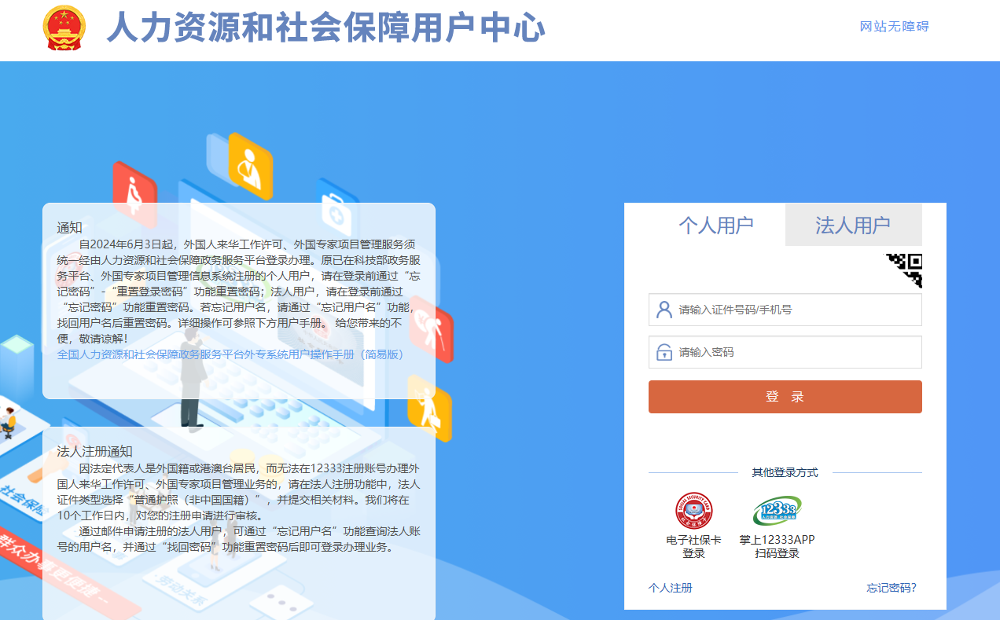 人力资源和社会保障用户中心
网站无障碍
通知
自2024年6月3日起，外国人来华工作许可、外国专家项目管理服务须
统一经由人力资源和社会保障政务服务平台登录办理。原已在科技部政务服
务平台、外国专家项目管理信息系统注册的个人用户，请在登录前通过“忘
记密码”-“重置登录密码”功能重置密码；法人用户，请在登录前通过
“忘记密码”功能重置密码。若忘记用户名，请通过“忘记用户名”功能，
找回用户名后重置密码。详细操作可参照下方用户手册。 给您带来的不
便，敬请谅解！
全国人力资源和社会保障政务服务平台外专系统用户操作手册（简易版）
法人注册通知
因法定代表人是外国籍或港澳台居民，而无法在12333注册账号办理外
国人来华工作许可、外国专家项目管理业务的，请在法人注册功能中，法人
证件类型选择“普通护照（非中国国籍）”，并提交相关材料。我们将在
10个工作日内，对您的注册申请进行审核。
通过邮件申请注册的法人用户，可通过“忘记用户名”功能查询法人账
号的用户名，并通过“找回密码”功能重置密码后即可登录办理业务。
社会保险
群众办事更便捷
劳动关系
个人用户
法人用户
请输入证件号码/手机号
请输入密码
登 录
其他登录方式
SOCIAL SECURITY CARD
社会保障卡
12333
人力资源 社会保障
电子社保卡
登录
掌上12333APP
扫码登录
个人注册
忘记密码?